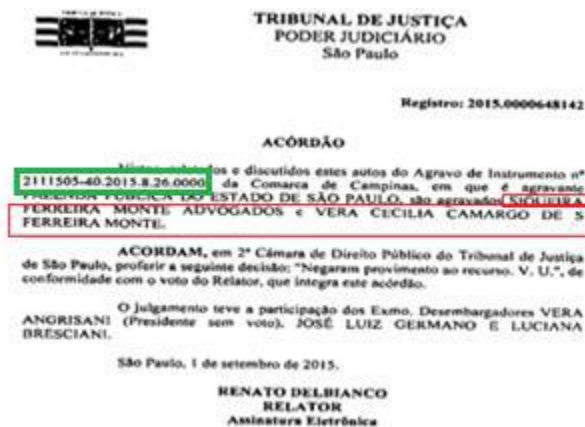 TRIBUNAL DE JUSTIÇA
PODER JUDICIÁRIO
São Paulo
Registro: 2015.0000648142
ACÓRDÃO
e discutidos estes autos do Agravo de Instrumento nº
2111505-40.2015.8.26.0000, da Comarca de Campinas, em que é agravante
FAZENDA PÚBLICA DO ESTADO DE SÃO PAULO, são agravados SIQUEIRA
FERREIRA MONTE ADVOGADOS e VERA CECILIA CAMARGO DE S
FERREIRA MONTE.
ACORDAM, em 2ª Câmara de Direito Público do Tribunal de Justiça
de São Paulo, proferir a seguinte decisão: "Negaram provimento ao recurso. V. U.", de
conformidade com o voto do Relator, que integra este acórdão.
O julgamento teve a participação dos Exmo. Desembargadores VERA
ANGRISANI (Presidente sem voto), JOSÉ LUIZ GERMANO E LUCIANA
BRESCIANI.
São Paulo, 1 de setembro de 2015.
RENATO DELBIANCO
RELATOR
Assinatura Eletrônica